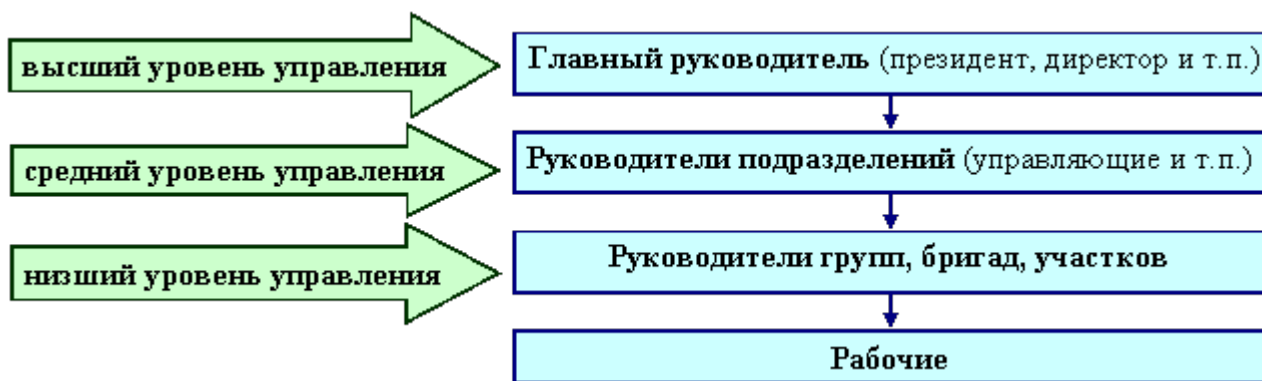 высший уровень управления
Главный руководитель (президент, директор и т.п.)
средний уровень управления
Руководители подразделений (управляющие и т.п.)
низший уровень управления
Руководители групп, бригад, участков
Рабочие